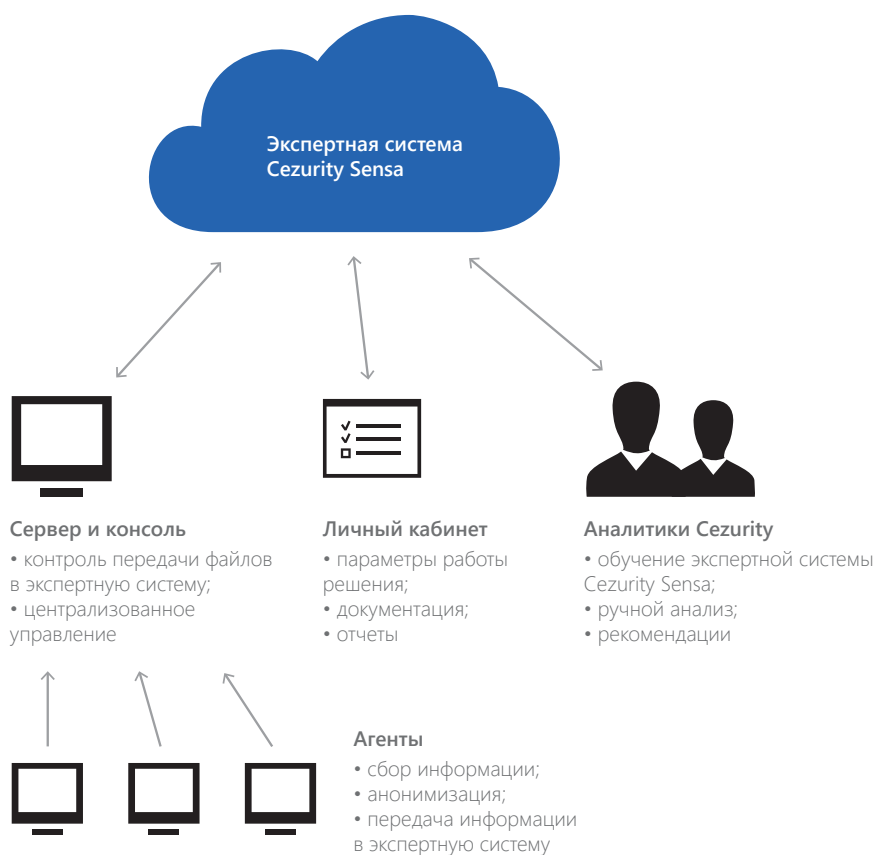 Экспертная система
Cezurity Sensa
Сервер и консоль
• контроль передачи файлов
в экспертную систему;
• централизованное
управление
Личный кабинет
• параметры работы
решения;
• документация;
• отчеты
Аналитики Cezurity
• обучение экспертной системы
Cezurity Sensa;
• ручной анализ;
• рекомендации
Агенты
• сбор информации;
• анонимизация;
• передача информации
в экспертную систему